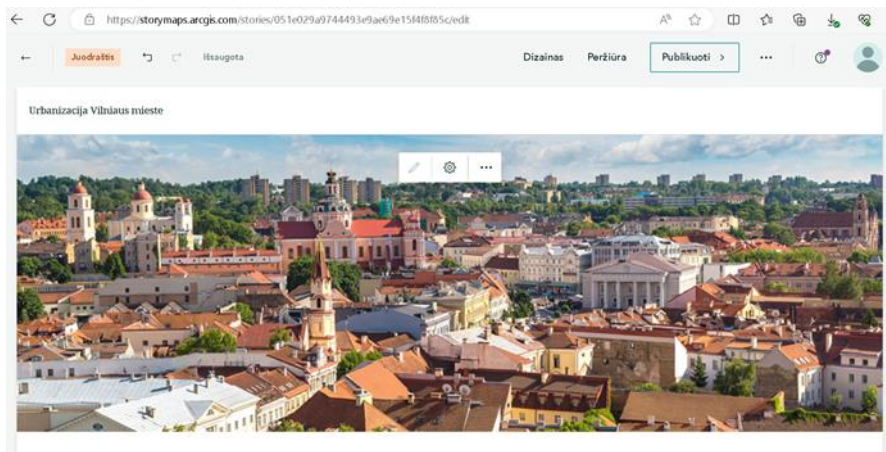 https://storymaps.arcgis.com/stories/051e029a9744493e9ae69e15f4f8f85c/edit
Juodraštis Išsaugota Dizainas Peržiūra Publikuoti
Urbanizacija Vilniaus mieste